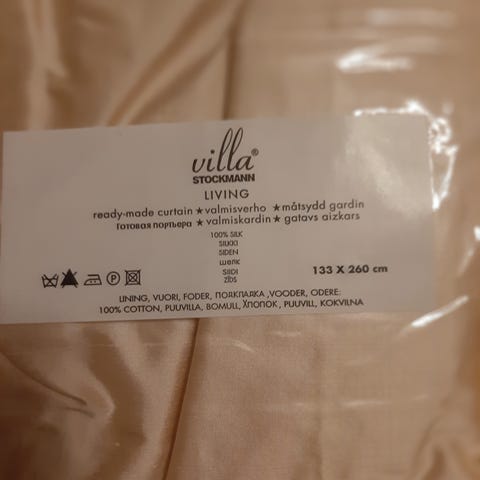 villa®
STOCKMANN
LIVING
ready-made curtain ★ valmisverho ★ måtsydd gardin
Готовая портьера ★ valmiskardin ★ gatavs aizkars
100% SILK
SILKKI
SIDEN
шелк
SIIDI
ZĪDS
133 X 260 cm
LINING, VUORI, FODER, ПОДКЛАДКА ,VOODER, ODERE:
100% COTTON, PUUVILLA, BOMULL, ХЛОПОК , PUUVILL, KOKVILNA